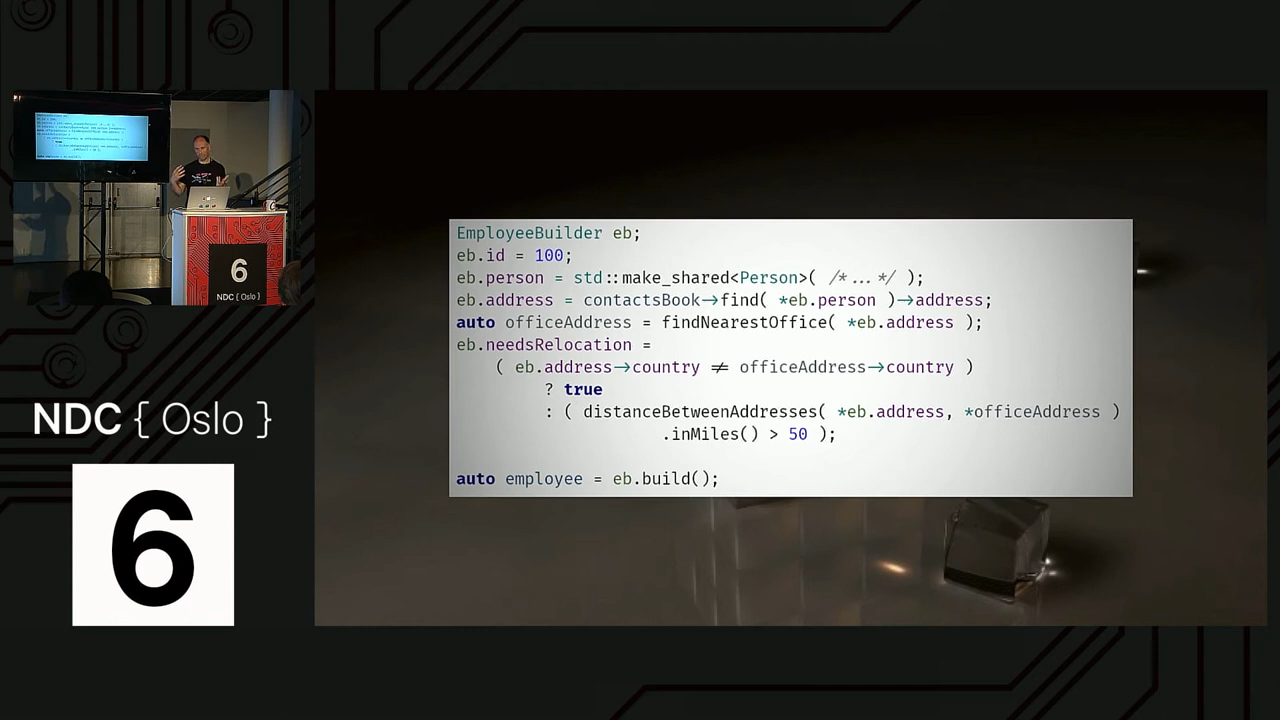 EmployeeBuilder eb;
eb.id = 100;
eb.person = std::make_shared<Person>( /*...*/ );
eb.address = contactsBook→find( *eb.person )→address;
auto officeAddress = findNearestOffice( *eb.address );
eb.needsRelocation =
( eb.address→country ≠ officeAddress→country )
? true
: ( distanceBetweenAddresses( *eb.address, *officeAddress )
.inMiles() > 50 );
auto employee = eb.build();
6
NDC { Oslo }
NDC { Oslo }
6